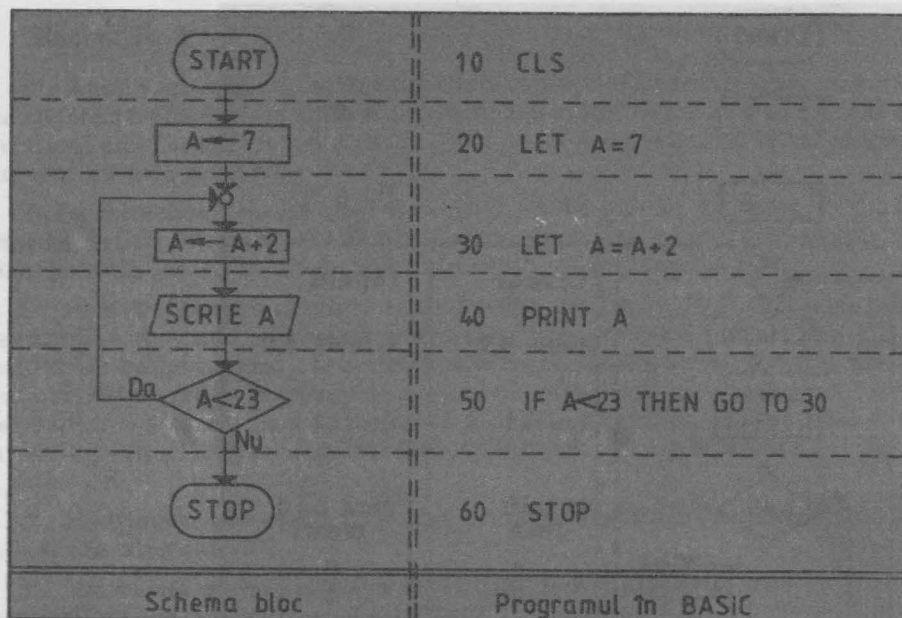 START
10 CLS
A ← 7
20 LET A=7
A ← A+2
30 LET A=A+2
SCRIE A
40 PRINT A
Da
A<23
50 IF A<23 THEN GO TO 30
Nu
STOP
60 STOP
Schema bloc
Programul în BASiC